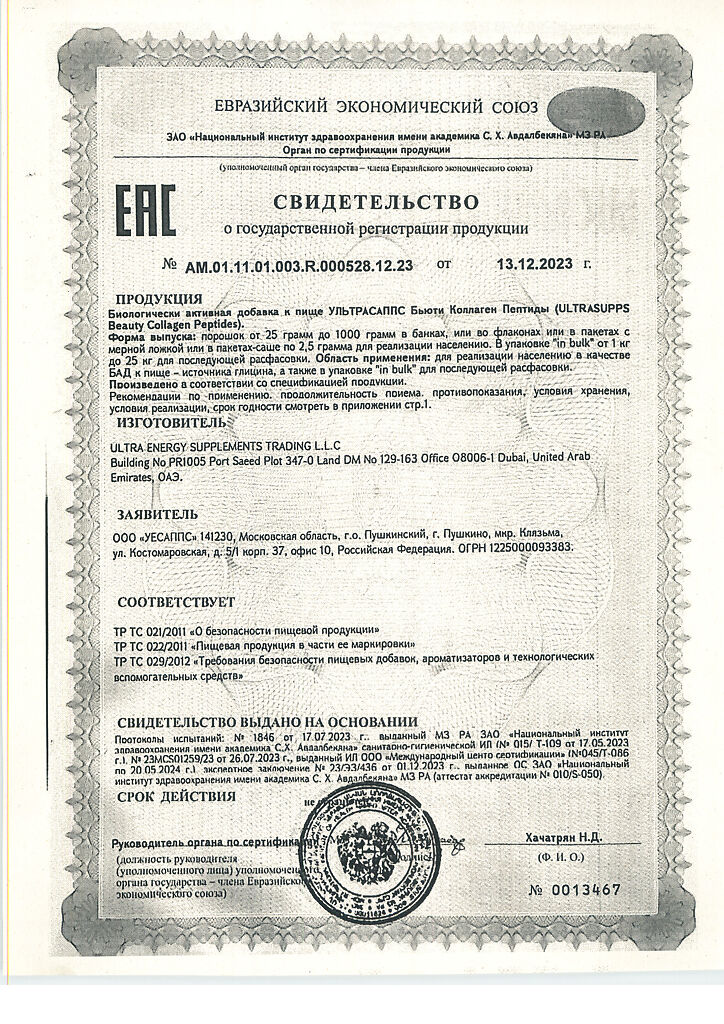 ЕВРАЗИЙСКИЙ ЭКОНОМИЧЕСКИЙ СОЮЗ
ЗАО «Национальный институт здравоохранения имени академика С. Х. Авдалбекяна» МЗ РА
Орган по сертификации продукции
(уполномоченный орган государства – члена Евразийского экономического союза)
EAC
СВИДЕТЕЛЬСТВО
о государственной регистрации продукции
№ AM.01.11.01.003.R.000528.12.23 от 13.12.2023 г.
ПРОДУКЦИЯ
Биологически активная добавка к пище УЛЬТРАСАППС Бьюти Коллаген Пептиды (ULTRASUPPS
Beauty Collagen Peptides).
Форма выпуска: порошок от 25 грамм до 1000 грамм в банках, или во флаконах или в пакетах с
мерной ложкой или в пакетах-саше по 2,5 грамма для реализации населению. В упаковке "in bulk" от 1 кг
до 25 кг для последующей расфасовки. Область применения: для реализации населению в качестве
БАД к пище – источника глицина, а также в упаковке "in bulk" для последующей расфасовки.
Произведено в соответствии со спецификацией продукции.
Рекомендации по применению, продолжительность приема, противопоказания, условия хранения,
условия реализации, срок годности смотреть в приложении стр.1.
ИЗГОТОВИТЕЛЬ
ULTRA ENERGY SUPPLEMENTS TRADING L.L.C
Building No PR1005 Port Saeed Plot 347-0 Land DM No 129-163 Office O8006-1 Dubai, United Arab
Emirates, ОАЭ.
ЗАЯВИТЕЛЬ
ООО «УЕСАППС» 141230, Московская область, г.о. Пушкинский, г. Пушкино, мкр. Клязьма,
ул. Костомаровская, д. 5/1 корп. 37, офис 10, Российская Федерация. ОГРН 1225000093383.
СООТВЕТСТВУЕТ
ТР ТС 021/2011 «О безопасности пищевой продукции»
ТР ТС 022/2011 «Пищевая продукция в части ее маркировки»
ТР ТС 029/2012 «Требования безопасности пищевых добавок, ароматизаторов и технологических
вспомогательных средств»
СВИДЕТЕЛЬСТВО ВЫДАНО НА ОСНОВАНИИ
Протоколы испытаний: № 1846 от 17.07.2023 г., выданный МЗ РА ЗАО «Национальный институт
здравоохранения имени академика С.Х. Авдалбекяна» санитарно-гигиенической ИЛ (№ 015/ Т-109 от 17.05.2023
г.), № 23MCS01259/23 от 26.07.2023 г., выданный ИЛ ООО «Международный центр сертификации» (№045/Т-086
по 20.05.2024 г.), экспертное заключение № 23/ЭЗ/436 от 01.12.2023 г., выданное ОС ЗАО «Национальный
институт здравоохранения имени академика С. Х. Авдалбекяна» МЗ РА (аттестат аккредитации № 010/S-050).
СРОК ДЕЙСТВИЯ
Руководитель органа по сертифика
Хачатрян Н.Д.
(должность руководителя
(Ф. И. О.)
(уполномоченного лица) уполномоченного
органа государства – члена Евразийско
экономического союза)
№ 0013467